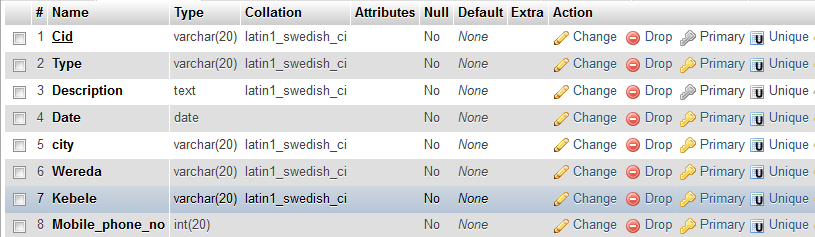 # Name Type Collation Attributes Null Default Extra Action
1 Cid varchar(20) latin1_swedish_ci No None Change Drop Primary Unique
2 Type varchar(20) latin1_swedish_ci No None Change Drop Primary Unique
3 Description text latin1_swedish_ci No None Change Drop Primary Unique
4 Date date No None Change Drop Primary Unique
5 city varchar(20) latin1_swedish_ci No None Change Drop Primary Unique
6 Wereda varchar(20) latin1_swedish_ci No None Change Drop Primary Unique
7 Kebele varchar(20) latin1_swedish_ci No None Change Drop Primary Unique
8 Mobile_phone_no int(20) No None Change Drop Primary Unique